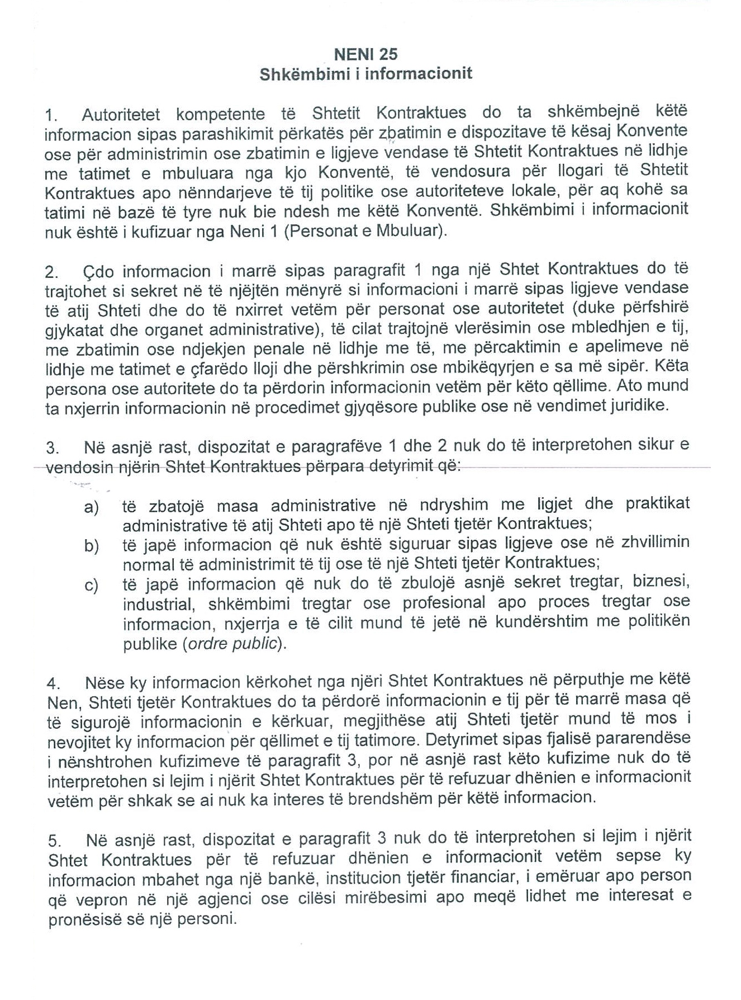 NENI 25
Shkëmbimi i informacionit
1. Autoritetet kompetente të Shtetit Kontraktues do ta shkëmbejnë këtë
informacion sipas parashikimit përkatës për zbatimin e dispozitave të kësaj Konvente
ose për administrimin ose zbatimin e ligjeve vendase të Shtetit Kontraktues në lidhje
me tatimet e mbuluara nga kjo Konventë, të vendosura për llogari të Shtetit
Kontraktues apo nënndarjeve të tij politike ose autoriteteve lokale, për aq kohë sa
tatimi në bazë të tyre nuk bie ndesh me këtë Konventë. Shkëmbimi i informacionit
nuk është i kufizuar nga Neni 1 (Personat e Mbuluar).
2. Çdo informacion i marrë sipas paragrafit 1 nga një Shtet Kontraktues do të
trajtohet si sekret në të njëjtën mënyrë si informacioni i marrë sipas ligjeve vendase
të atij Shteti dhe do të nxirret vetëm për personat ose autoritetet (duke përfshirë
gjykatat dhe organet administrative), të cilat trajtojnë vlerësimin ose mbledhjen e tij,
me zbatimin ose ndjekjen penale në lidhje me të, me përcaktimin e apelimeve në
lidhje me tatimet e çfarëdo lloji dhe përshkrimin ose mbikëqyrjen e sa më sipër. Këta
persona ose autoritete do ta përdorin informacionin vetëm për këto qëllime. Ato mund
ta nxjerrin informacionin në procedimet gjyqësore publike ose në vendimet juridike.
3. Në asnjë rast, dispozitat e paragrafëve 1 dhe 2 nuk do të interpretohen sikur e
vendosin njërin Shtet Kontraktues përpara detyrimit që:
a) të zbatojë masa administrative në ndryshim me ligjet dhe praktikat
administrative të atij Shteti apo të një Shteti tjetër Kontraktues;
b) të japë informacion që nuk është siguruar sipas ligjeve ose në zhvillimin
normal të administrimit të tij ose të një Shteti tjetër Kontraktues;
c) të japë informacion që nuk do të zbulojë asnjë sekret tregtar, biznesi,
industrial, shkëmbimi tregtar ose profesional apo proces tregtar ose
informacion, nxjerrja e të cilit mund të jetë në kundërshtim me politikën
publike (ordre public).
4. Nëse ky informacion kërkohet nga njëri Shtet Kontraktues në përputhje me këtë
Nen, Shteti tjetër Kontraktues do ta përdorë informacionin e tij për të marrë masa që
të sigurojë informacionin e kërkuar, megjithëse atij Shteti tjetër mund të mos i
nevojitet ky informacion për qëllimet e tij tatimore. Detyrimet sipas fjalisë pararendëse
i nënshtrohen kufizimeve të paragrafit 3, por në asnjë rast këto kufizime nuk do të
interpretohen si lejim i njërit Shtet Kontraktues për të refuzuar dhënien e informacionit
vetëm për shkak se ai nuk ka interes të brendshëm për këtë informacion.
5. Në asnjë rast, dispozitat e paragrafit 3 nuk do të interpretohen si lejim i njërit
Shtet Kontraktues për të refuzuar dhënien e informacionit vetëm sepse ky
informacion mbahet nga një bankë, institucion tjetër financiar, i emëruar apo person
që vepron në një agjenci ose cilësi mirëbesimi apo meqë lidhet me interesat e
pronësisë së një personi.